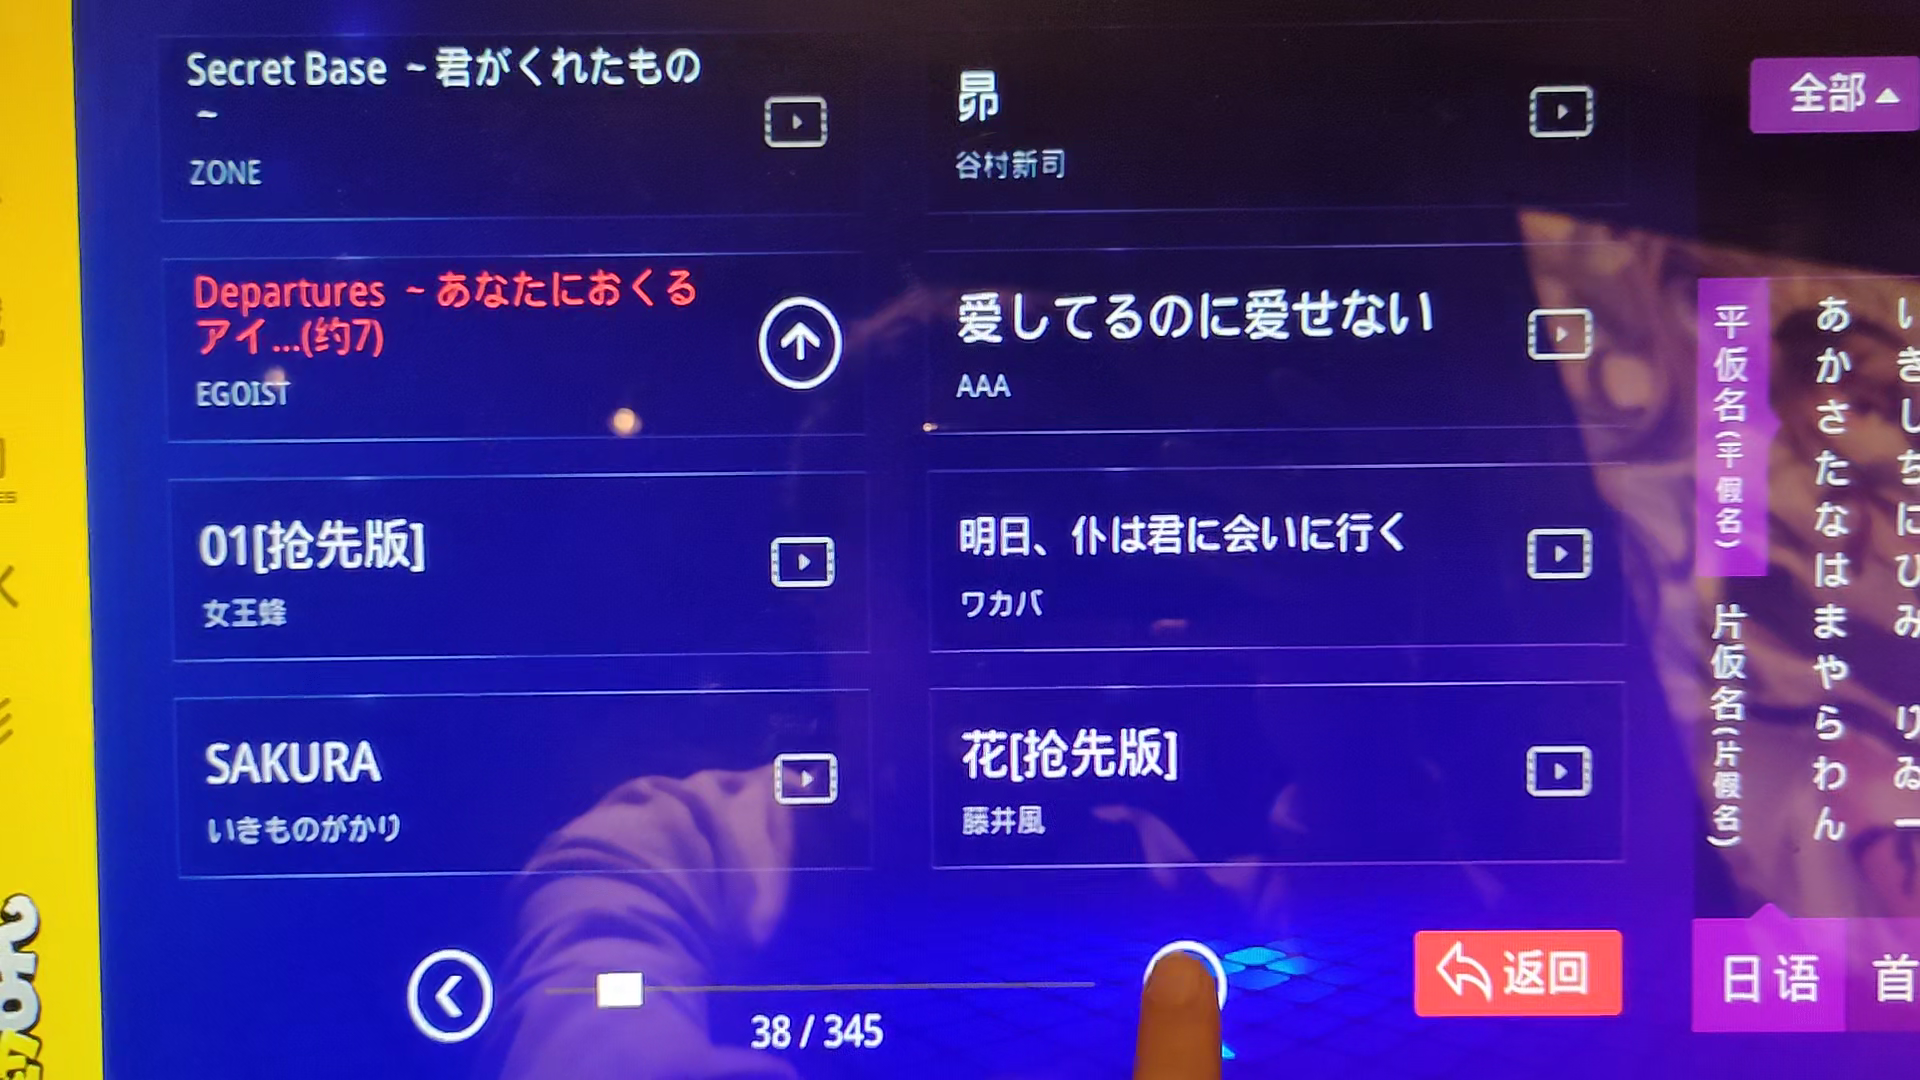 Secret Base ~君がくれたもの
~
ZONE
昴
谷村新司
全部
Departures ~あなたにおくる
アイ...(约7)
EGOIST
愛してるのに愛せない
AAA
01[抢先版]
女王蜂
明日、仆は君に会いに行く
ワカバ
SAKURA
いきものがかり
花[抢先版]
藤井風
平仮名(平假名)
片仮名(片假名)
あかさたなはまやらわん
いきしちにひみ りゐー
38 / 345
返回
日语
首